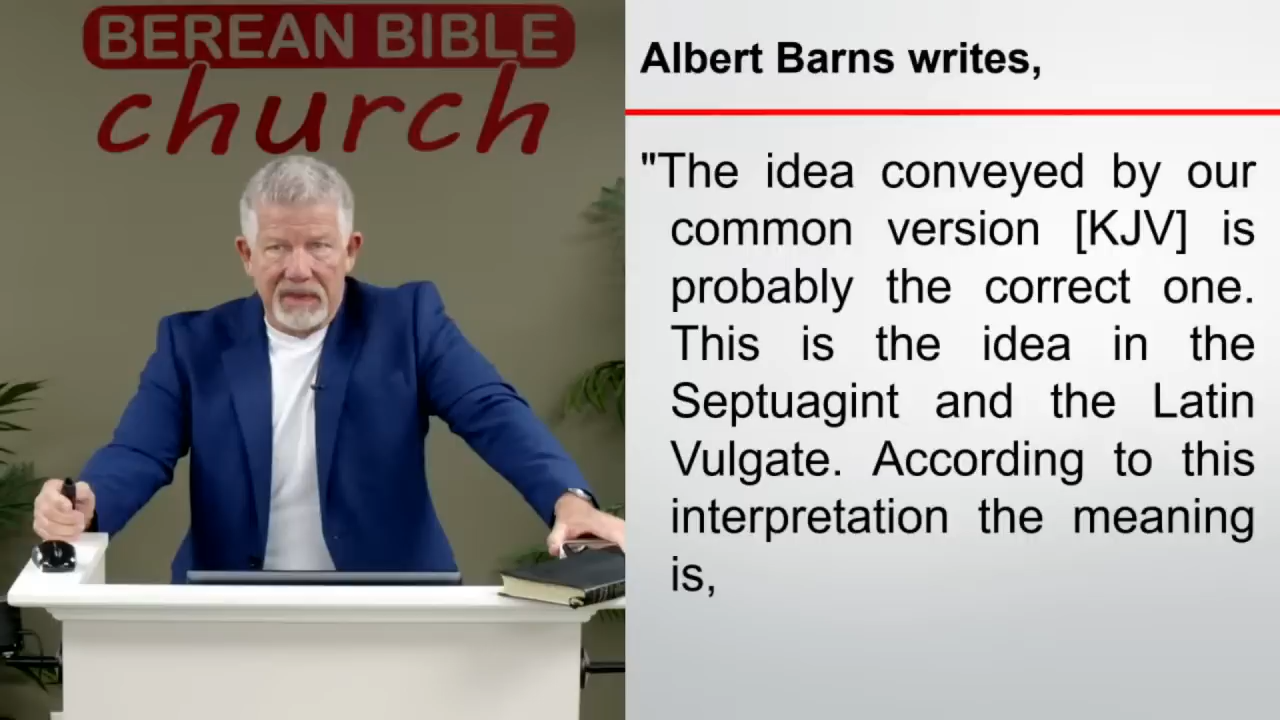 BEREAN BIBLE
church
Albert Barns writes,
"The idea conveyed by our
common version [KJV] is
probably the correct one.
This is the idea in the
Septuagint and the Latin
Vulgate. According to this
interpretation the meaning
is,